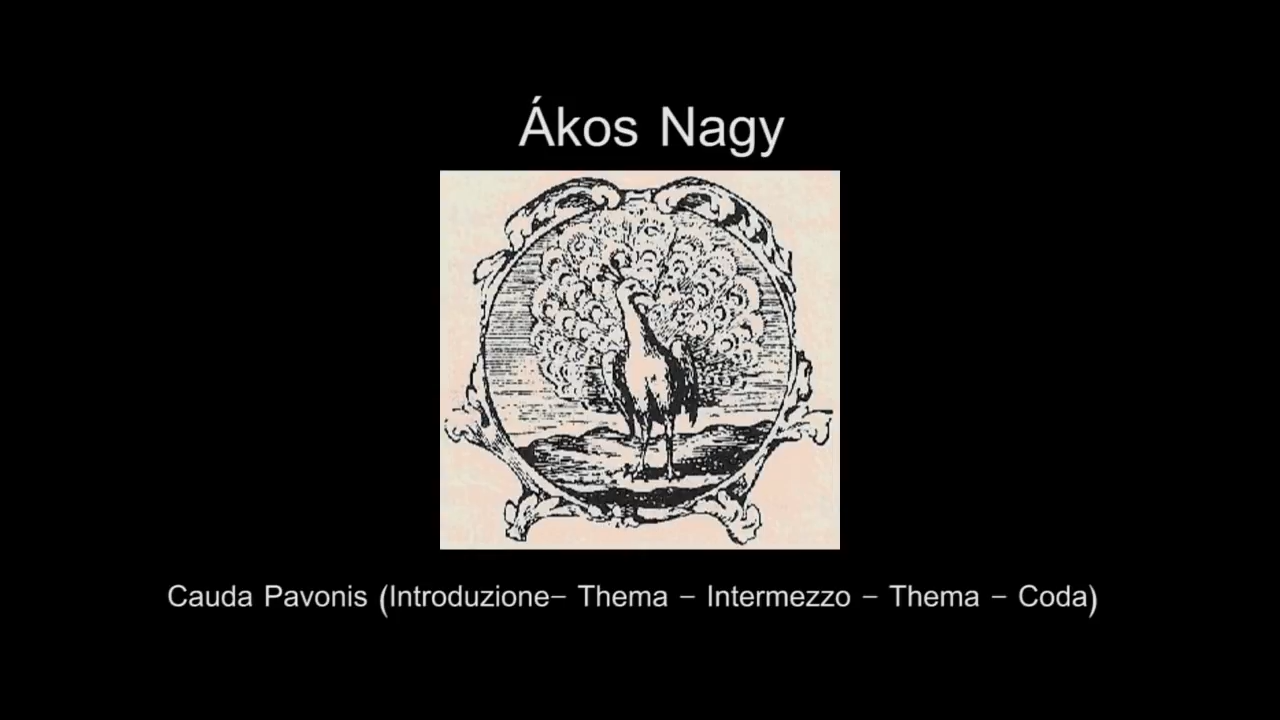 Ákos Nagy
Cauda Pavonis (Introduzione– Thema – Intermezzo – Thema – Coda)